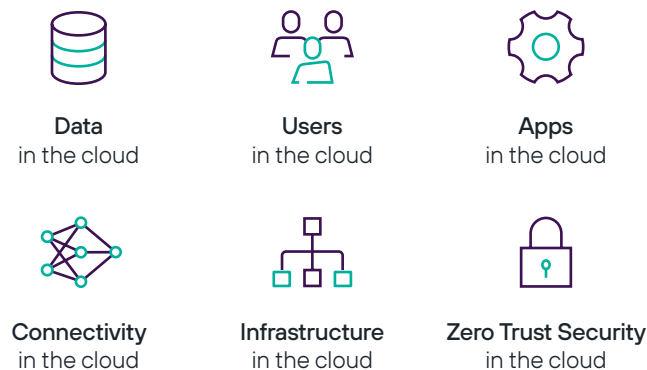 Data
in the cloud
Users
in the cloud
Apps
in the cloud
Connectivity
in the cloud
Infrastructure
in the cloud
Zero Trust Security
in the cloud